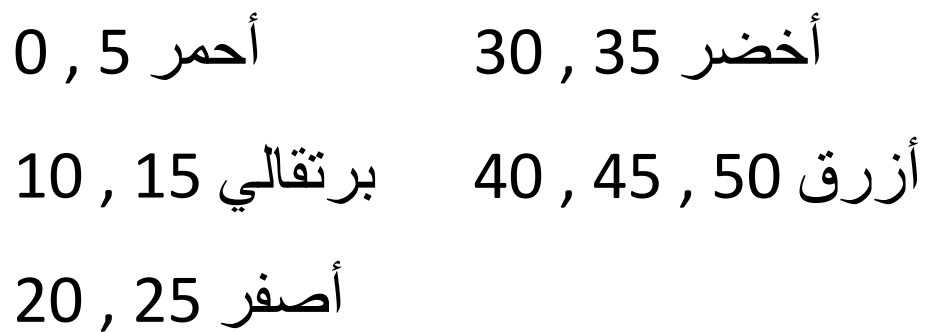 أحمر 5 , 0
برتقالي 15 , 10
أصفر 25 , 20
أخضر 35 , 30
أزرق 50 , 45 , 40